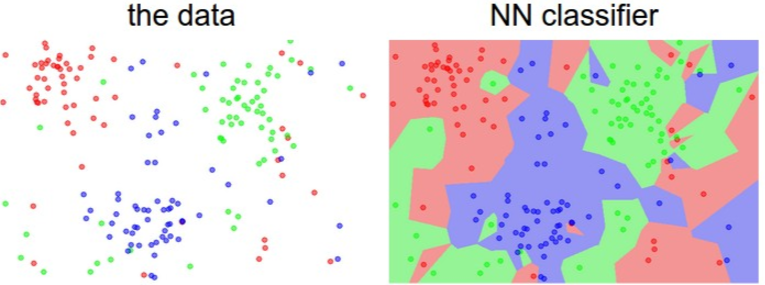 the data
NN classifier